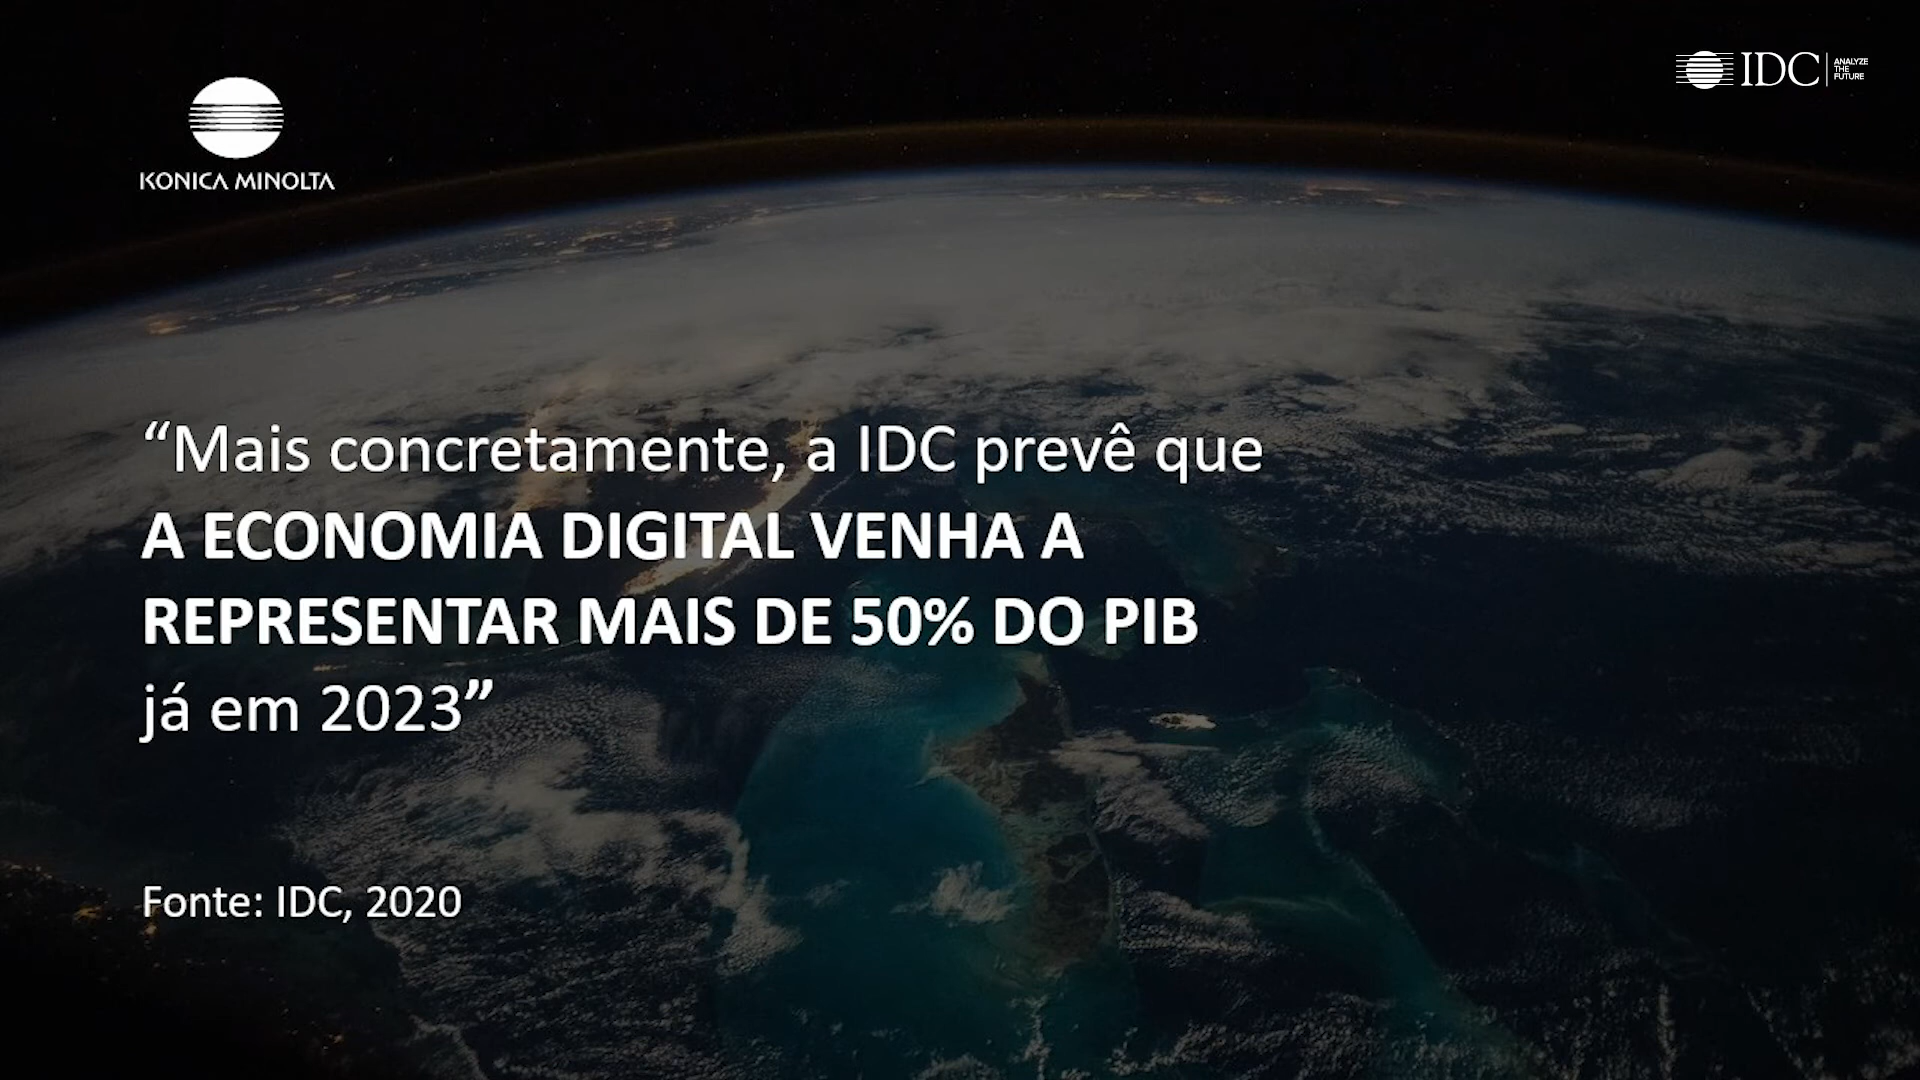 IDC
ANALYZE
THE
FUTURE
KONICA MINOLTA
“Mais concretamente, a IDC prevê que
A ECONOMIA DIGITAL VENHA A
REPRESENTAR MAIS DE 50% DO PIB
já em 2023”
Fonte: IDC, 2020